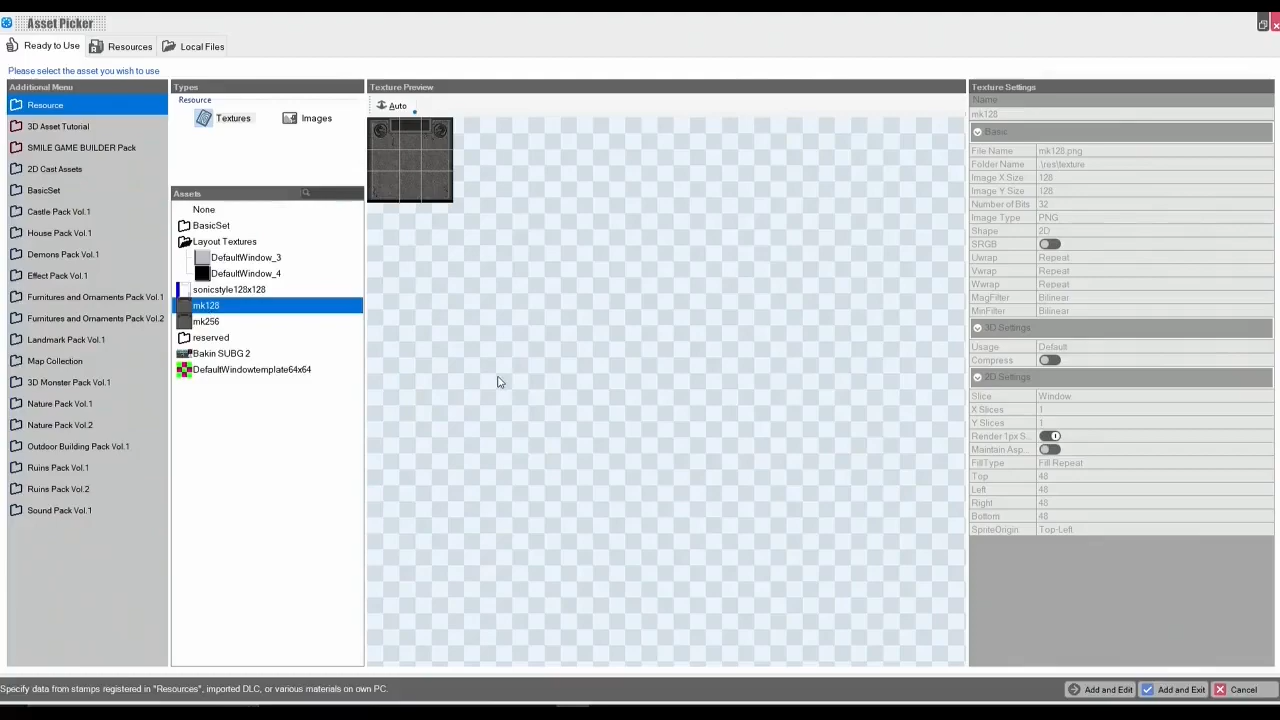 Asset Picker
Ready to Use
Resources
Local Files
Please select the asset you wish to use
Additional Menu
Resource
3D Asset Tutorial
SMILE GAME BUILDER Pack
2D Cast Assets
BasicSet
Castle Pack Vol.1
House Pack Vol.1
Demons Pack Vol.1
Effect Pack Vol.1
Furnitures and Ornaments Pack Vol.1
Furnitures and Ornaments Pack Vol.2
Landmark Pack Vol.1
Map Collection
3D Monster Pack Vol.1
Nature Pack Vol.1
Nature Pack Vol.2
Outdoor Building Pack Vol.1
Ruins Pack Vol.1
Ruins Pack Vol.2
Sound Pack Vol.1
Types
Resource
Textures
Images
Assets
None
BasicSet
Layout Textures
DefaultWindow_3
DefaultWindow_4
sonicstyle128x128
mk128
mk256
reserved
Bakin SUBG 2
DefaultWindowtemplate64x64
Texture Preview
Auto
Texture Settings
Name
mk128
Basic
File Name mk128.png
Folder Name .\res\texture
Image X Size 128
Image Y Size 128
Number of Bits 32
Image Type PNG
Shape 2D
SRGB
Uwrap Repeat
Vwrap Repeat
Wwrap Repeat
MagFilter Bilinear
MinFilter Bilinear
3D Settings
Usage Default
Compress
2D Settings
Slice Window
X Slices 1
Y Slices 1
Render 1px S...
Maintain Asp...
FillType Fill Repeat
Top 48
Left 48
Right 48
Bottom 48
SpriteOrigin Top-Left
Specify data from stamps registered in "Resources", imported DLC, or various materials on own PC.
Add and Edit
Add and Exit
Cancel